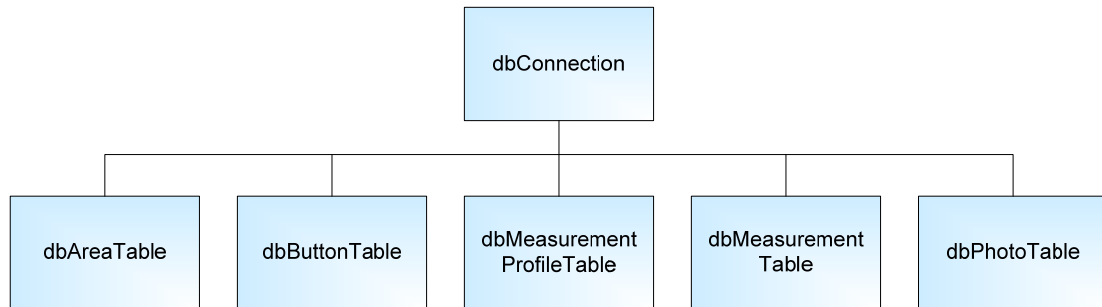 dbConnection
dbAreaTable
dbButtonTable
dbMeasurement
ProfileTable
dbMeasurement
Table
dbPhotoTable